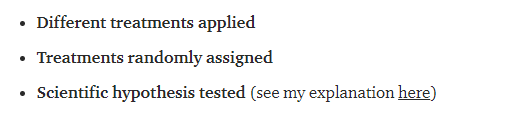 • Different treatments applied
• Treatments randomly assigned
• Scientific hypothesis tested (see my explanation here)